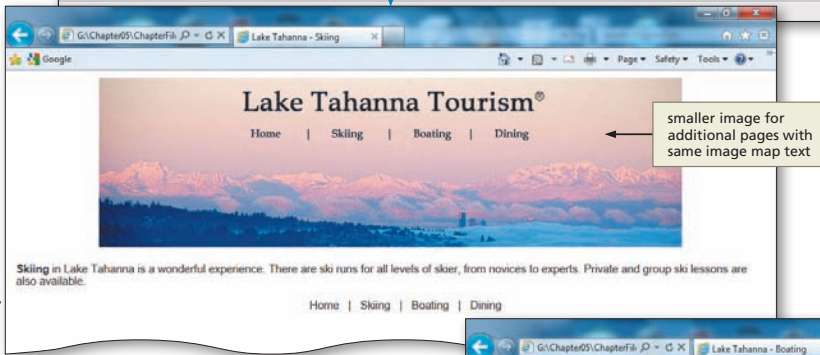 G:\Chapter05\ChapterFil
Lake Tahanna - Skiing
Google
Page
Safety
Tools
Lake Tahanna Tourism®
Home | Skiing | Boating | Dining
smaller image for
additional pages with
same image map text
Skiing in Lake Tahanna is a wonderful experience. There are ski runs for all levels of skier, from novices to experts. Private and group ski lessons are
also available.
Home | Skiing | Boating | Dining
G:\Chapter05\ChapterFil
Lake Tahanna - Boating